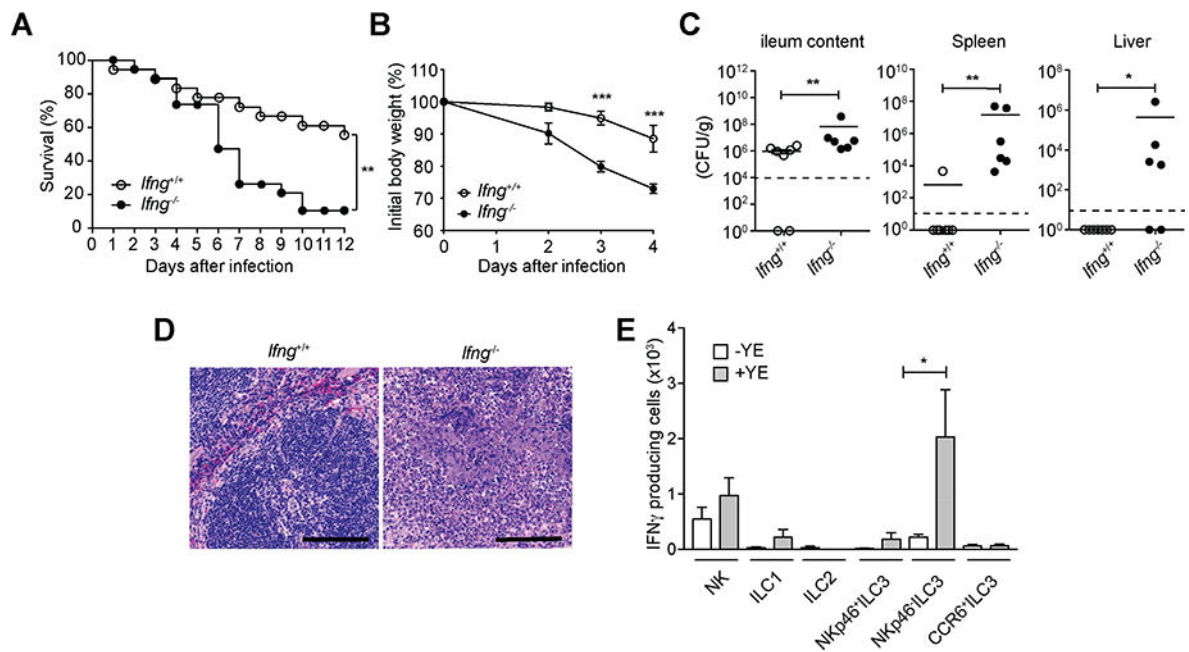 A
Survival (%)
100
80
60
40
20
0
Ifng+/+
Ifng-/-
**
0 1 2 3 4 5 6 7 8 9 10 11 12
Days after infection
B
Initial body weight (%)
110
100
90
80
70
60
***
***
Ifng+/+
Ifng-/-
0 2 3 4
Days after infection
C
ileum content
(CFU/g)
10¹²
10¹⁰
10⁸
10⁶
10⁴
10²
10⁰
**
Ifng+/+
Ifng-/-
Spleen
10¹⁰
10⁸
10⁶
10⁴
10²
10⁰
**
Ifng+/+
Ifng-/-
Liver
10⁸
10⁶
10⁴
10²
10⁰
*
Ifng+/+
Ifng-/-
D
Ifng+/+
Ifng-/-
E
IFNγ producing cells (x10³)
4
3
2
1
0
-YE
+YE
*
NK
ILC1
ILC2
NKp46+ILC3
NKp46-ILC3
CCR6+ILC3